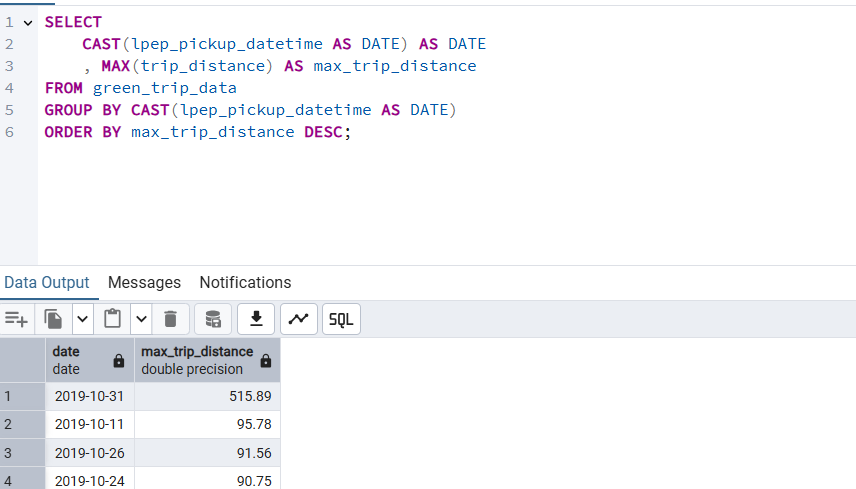 1 SELECT
2 CAST(lpep_pickup_datetime AS DATE) AS DATE
3 , MAX(trip_distance) AS max_trip_distance
4 FROM green_trip_data
5 GROUP BY CAST(lpep_pickup_datetime AS DATE)
6 ORDER BY max_trip_distance DESC;
Data Output Messages Notifications
SQL
date max_trip_distance
date double precision
1 2019-10-31 515.89
2 2019-10-11 95.78
3 2019-10-26 91.56
4 2019-10-24 90.75